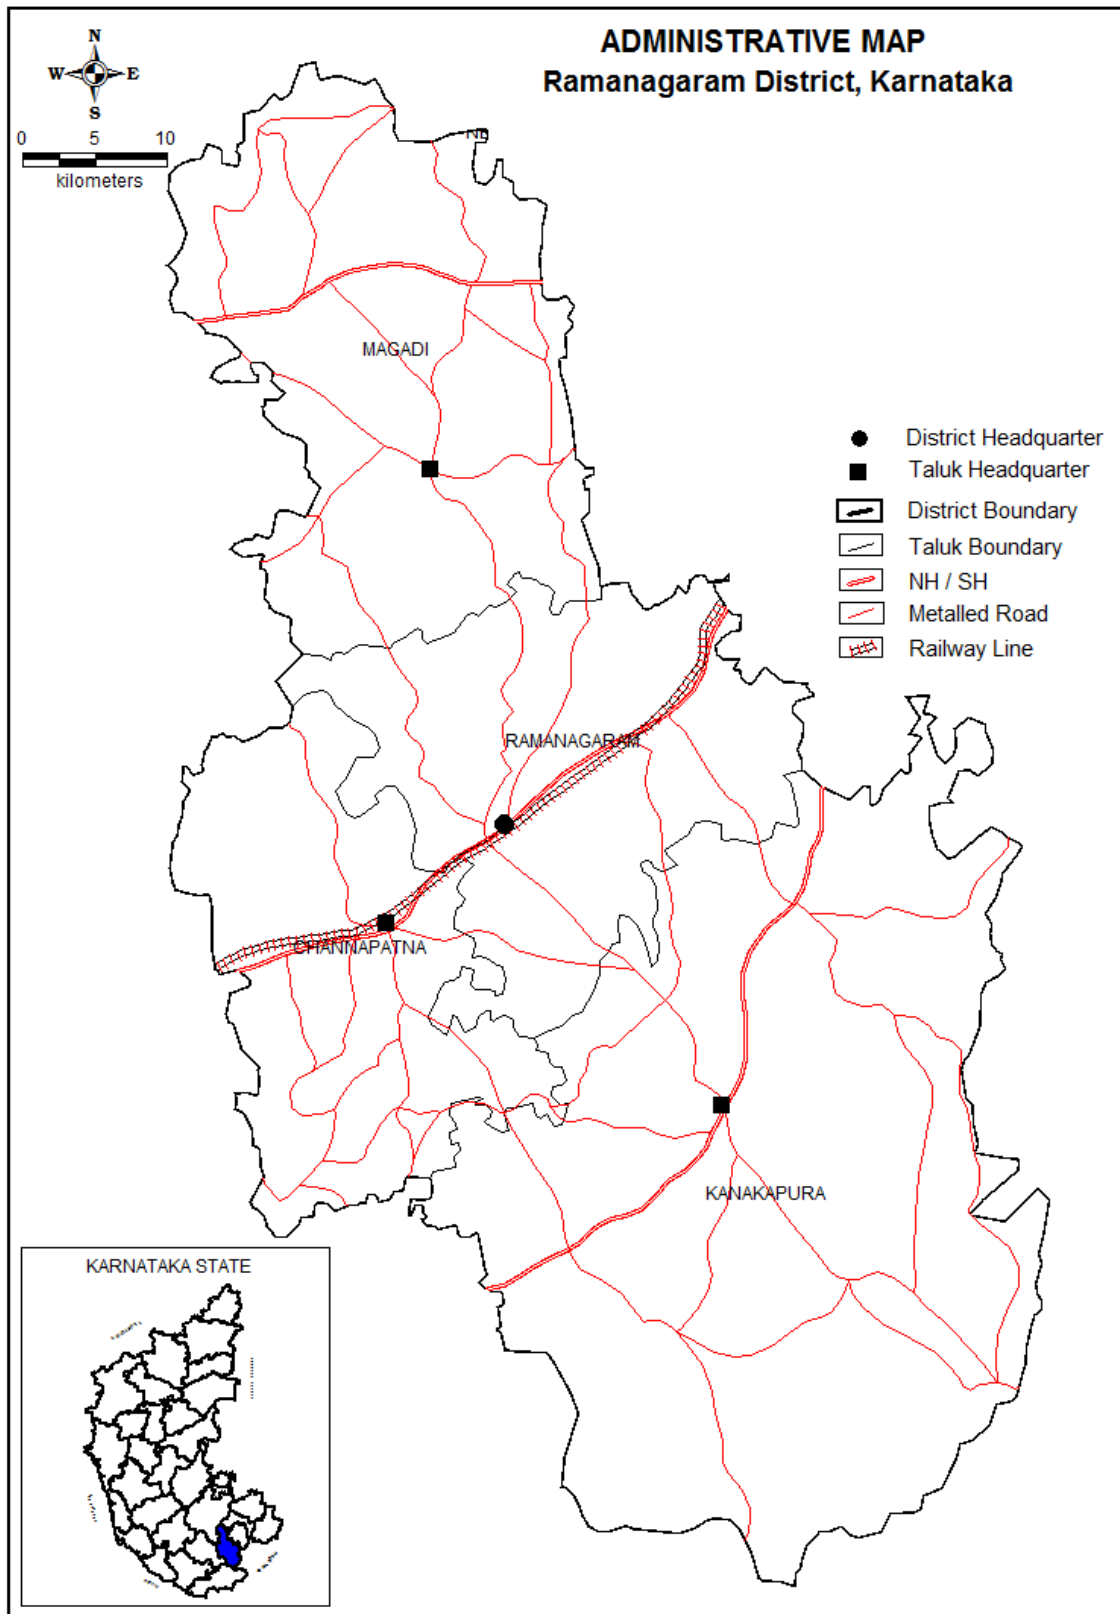 ADMINISTRATIVE MAP
Ramanagaram District, Karnataka
N
W E
S
0 5 10
kilometers
MAGADI
District Headquarter
Taluk Headquarter
District Boundary
Taluk Boundary
NH / SH
Metalled Road
Railway Line
RAMANAGARAM
CHANNAPATNA
KANAKAPURA
KARNATAKA STATE